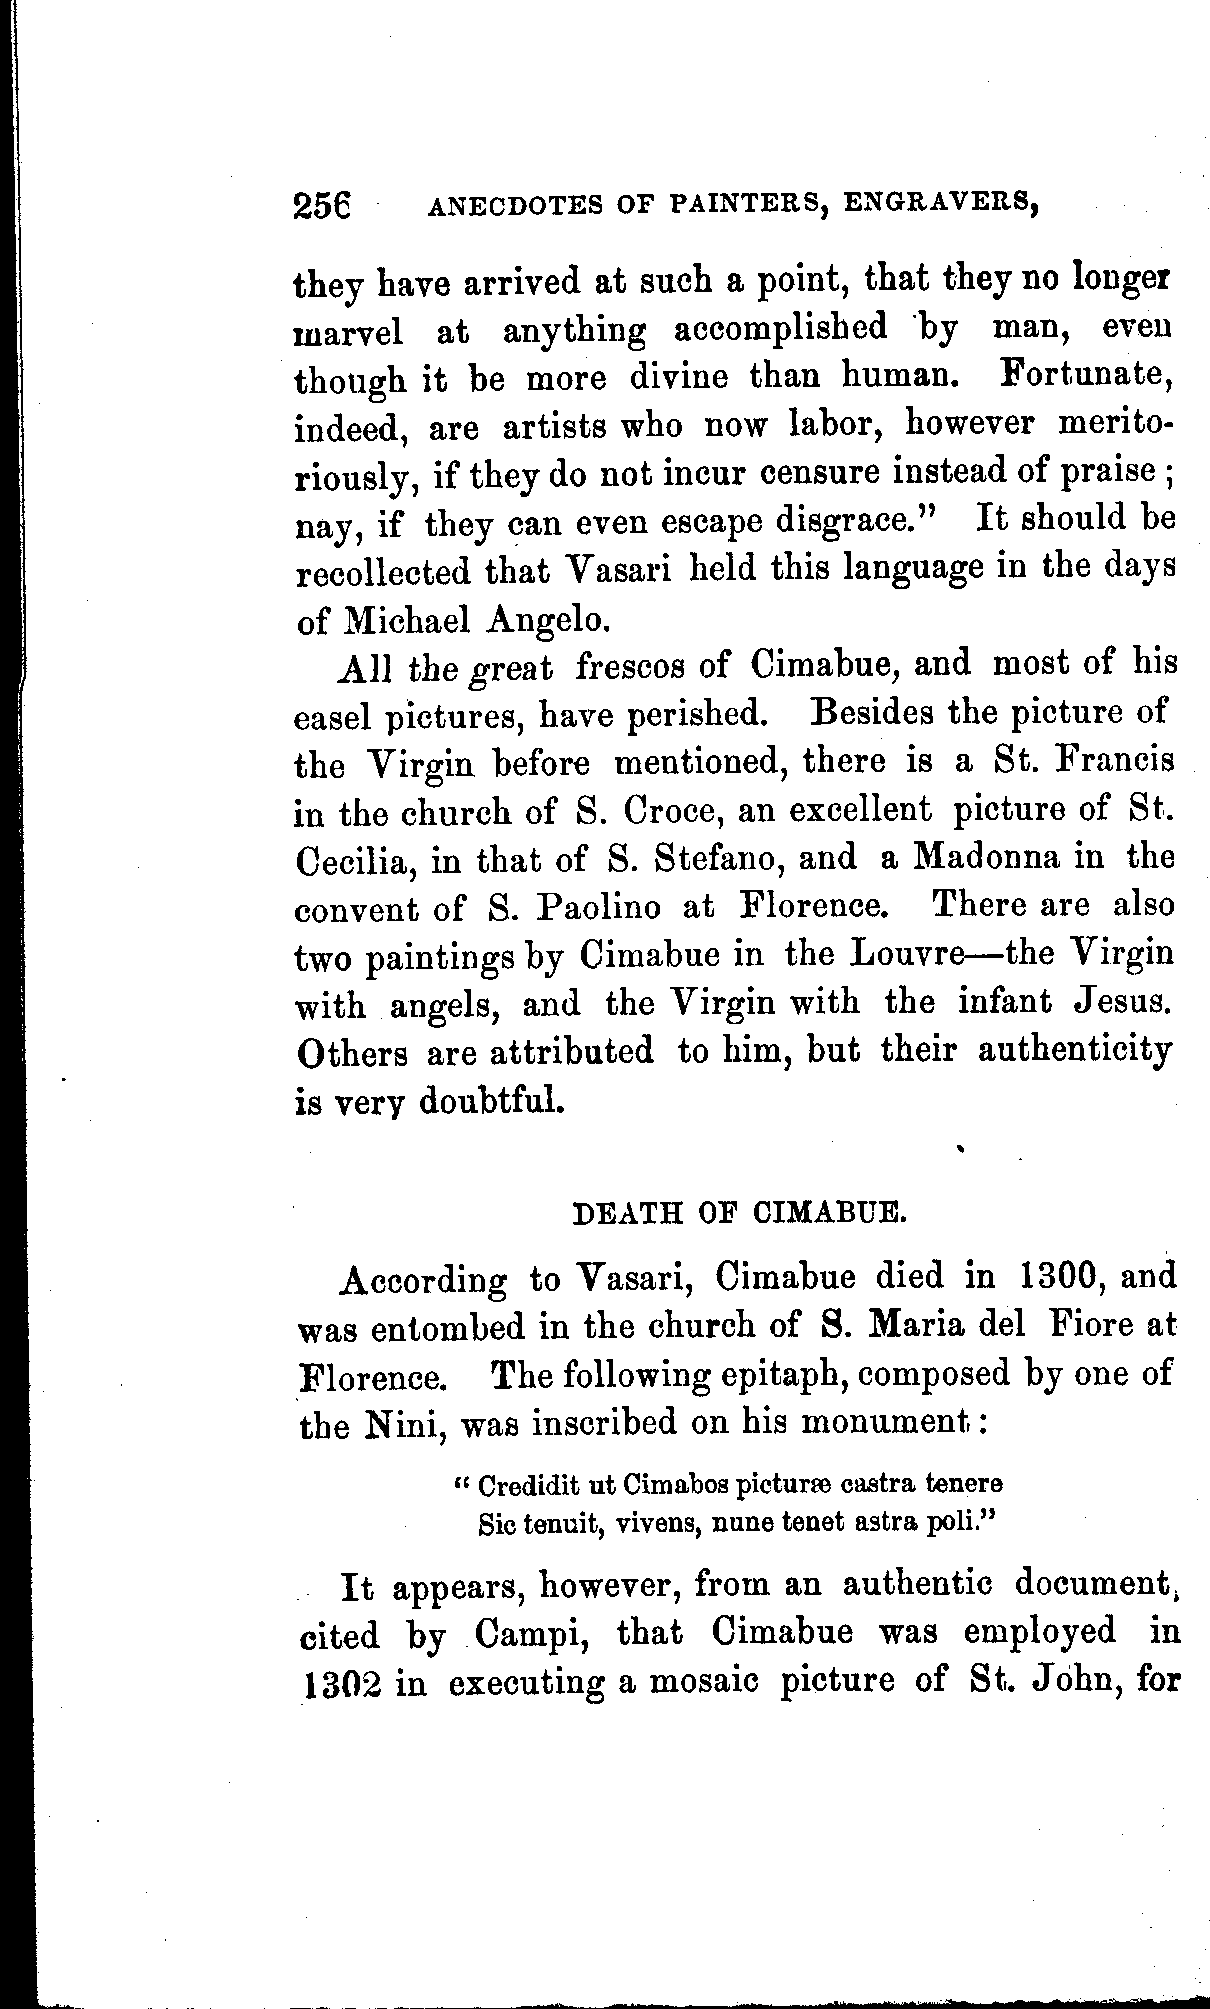 256 ANECDOTES OF PAINTERS, ENGRAVERS,
they have arrived at such a point, that they no longer
marvel at anything accomplished by man, even
though it be more divine than human. Fortunate,
indeed, are artists who now labor, however merito-
riously, if they do not incur censure instead of praise;
nay, if they can even escape disgrace." It should be
recollected that Vasari held this language in the days
of Michael Angelo.
All the great frescos of Cimabue, and most of his
easel pictures, have perished. Besides the picture of
the Virgin before mentioned, there is a St. Francis
in the church of S. Croce, an excellent picture of St.
Cecilia, in that of S. Stefano, and a Madonna in the
convent of S. Paolino at Florence. There are also
two paintings by Cimabue in the Louvre—the Virgin
with angels, and the Virgin with the infant Jesus.
Others are attributed to him, but their authenticity
is very doubtful.
DEATH OF CIMABUE.
According to Vasari, Cimabue died in 1300, and
was entombed in the church of S. Maria del Fiore at
Florence. The following epitaph, composed by one of
the Nini, was inscribed on his monument:
"Credidit ut Cimabos picturæ castra tenere
Sic tenuit, vivens, nunc tenet astra poli."
It appears, however, from an authentic document,
cited by Campi, that Cimabue was employed in
1302 in executing a mosaic picture of St. John, for